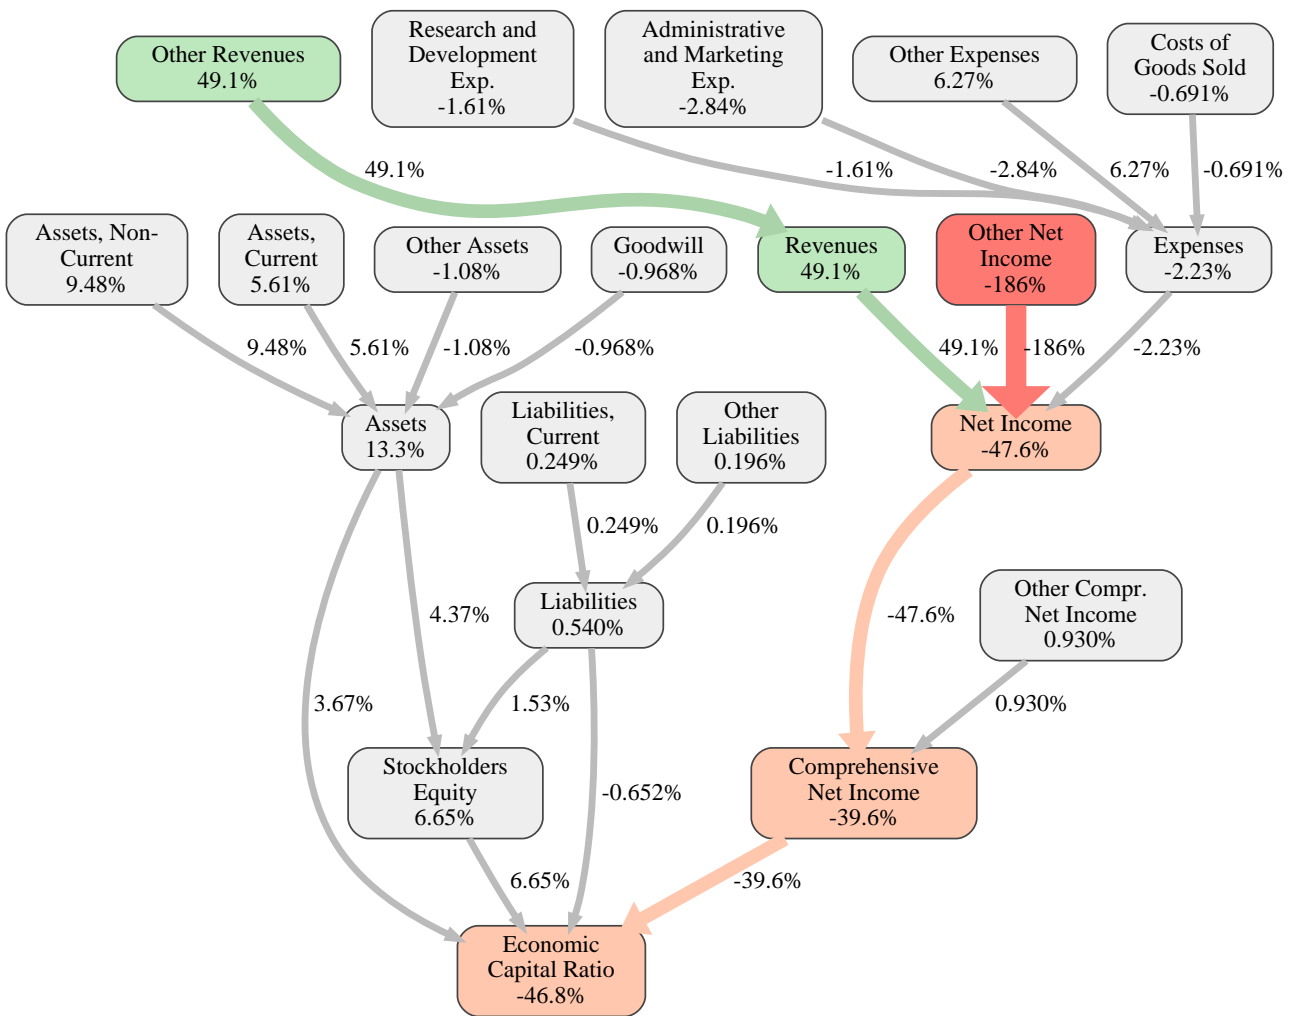 Other Revenues
49.1%
Research and
Development
Exp.
-1.61%
Administrative
and Marketing
Exp.
-2.84%
Other Expenses
6.27%
Costs of
Goods Sold
-0.691%
49.1%
-1.61%
-2.84%
6.27%
-0.691%
Assets, Non-
Current
9.48%
Assets,
Current
5.61%
Other Assets
-1.08%
Goodwill
-0.968%
Revenues
49.1%
Other Net
Income
-186%
Expenses
-2.23%
9.48%
5.61%
-1.08%
-0.968%
49.1%
-186%
-2.23%
Assets
13.3%
Liabilities,
Current
0.249%
Other
Liabilities
0.196%
Net Income
-47.6%
0.249%
0.196%
Liabilities
0.540%
Other Compr.
Net Income
0.930%
4.37%
-47.6%
3.67%
1.53%
0.930%
Stockholders
Equity
6.65%
-0.652%
Comprehensive
Net Income
-39.6%
6.65%
-39.6%
Economic
Capital Ratio
-46.8%